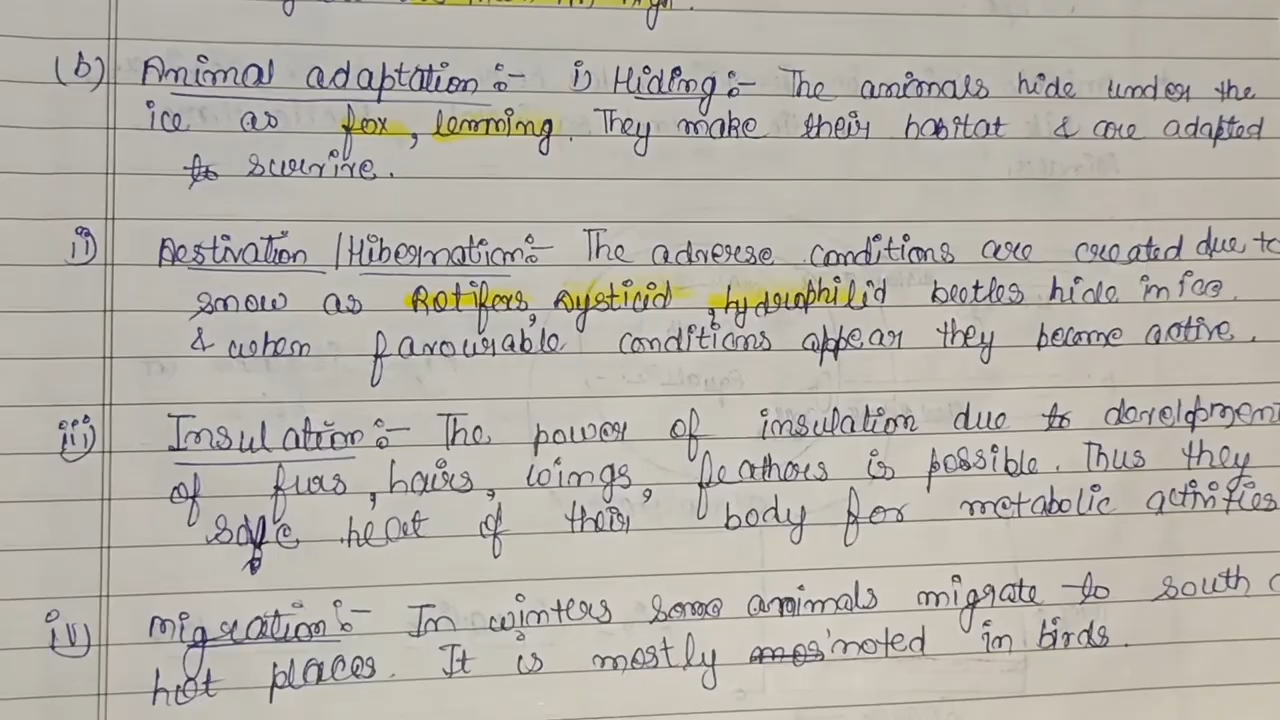 (b) Animal adaptation :- i) Hiding :- The animals hide under the
ice as fox, lemming. They make their habitat & are adapted
to survive.
ii) Aestivation / Hibernation :- The adverse conditions are created due to
snow as Rotifers, Dysticid, hydrophilid beetles hide in ice
& when favourable conditions appear they become active.
iii) Insulation :- The power of insulation due to development
of furs, hairs, wings, feathers is possible. Thus they
safe heat of their body for metabolic activities
iv) Migration :- In winters some animals migrate to south
hot places. It is mostly noted in birds.